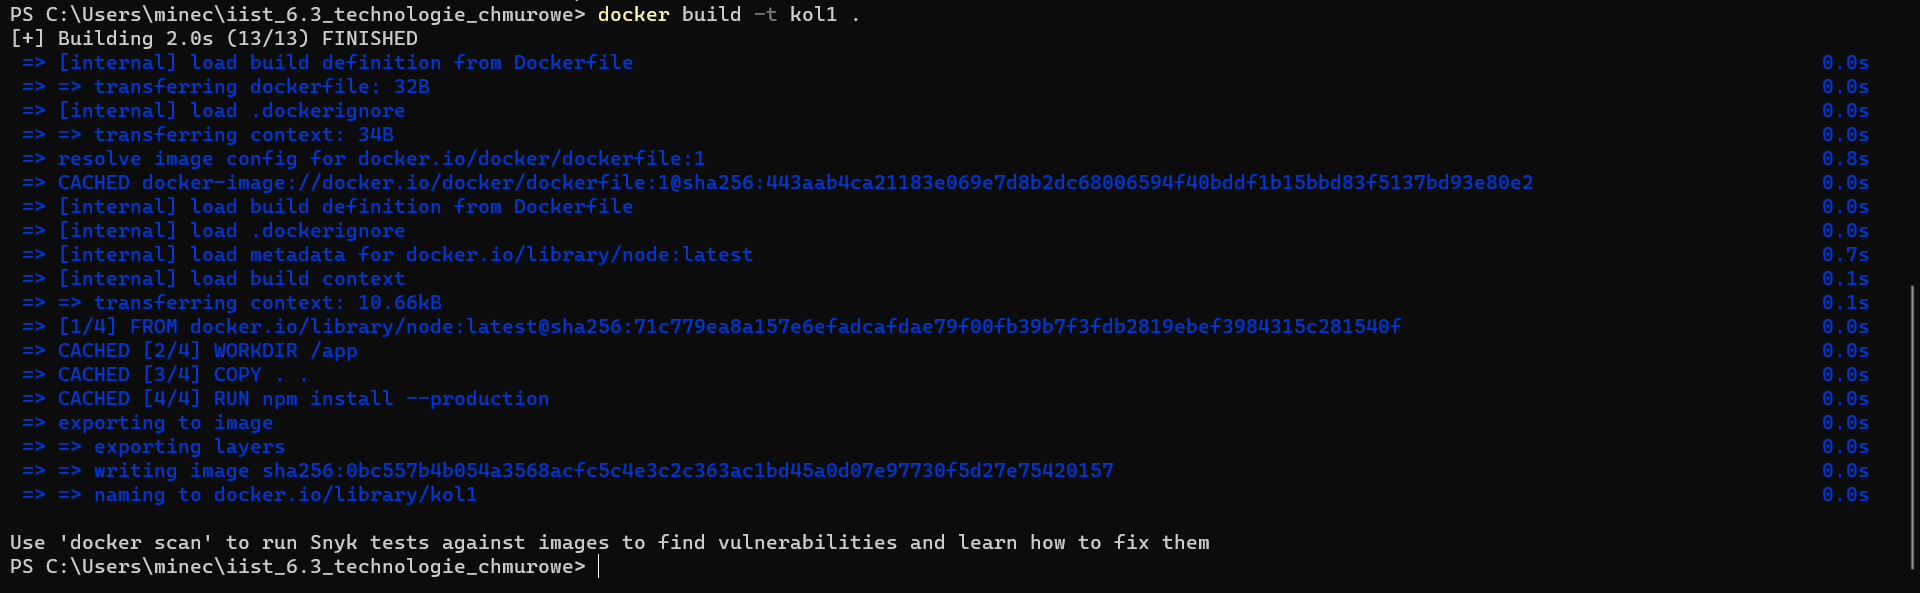 PS C:\Users\minec\iist_6.3_technologie_chmurowe> docker build -t kol1 .
[+] Building 2.0s (13/13) FINISHED
=> [internal] load build definition from Dockerfile 0.0s
=> => transferring dockerfile: 32B 0.0s
=> [internal] load .dockerignore 0.0s
=> => transferring context: 34B 0.0s
=> resolve image config for docker.io/docker/dockerfile:1 0.8s
=> CACHED docker-image://docker.io/docker/dockerfile:1@sha256:443aab4ca21183e069e7d8b2dc68006594f40bddf1b15bbd83f5137bd93e80e2 0.0s
=> [internal] load build definition from Dockerfile 0.0s
=> [internal] load .dockerignore 0.0s
=> [internal] load metadata for docker.io/library/node:latest 0.7s
=> [internal] load build context 0.1s
=> => transferring context: 10.66kB 0.1s
=> [1/4] FROM docker.io/library/node:latest@sha256:71c779ea8a157e6efadcafdae79f00fb39b7f3fdb2819ebef3984315c281540f 0.0s
=> CACHED [2/4] WORKDIR /app 0.0s
=> CACHED [3/4] COPY . . 0.0s
=> CACHED [4/4] RUN npm install --production 0.0s
=> exporting to image 0.0s
=> => exporting layers 0.0s
=> => writing image sha256:0bc557b4b054a3568acfc5c4e3c2c363ac1bd45a0d07e97730f5d27e75420157 0.0s
=> => naming to docker.io/library/kol1 0.0s
Use 'docker scan' to run Snyk tests against images to find vulnerabilities and learn how to fix them
PS C:\Users\minec\iist_6.3_technologie_chmurowe>